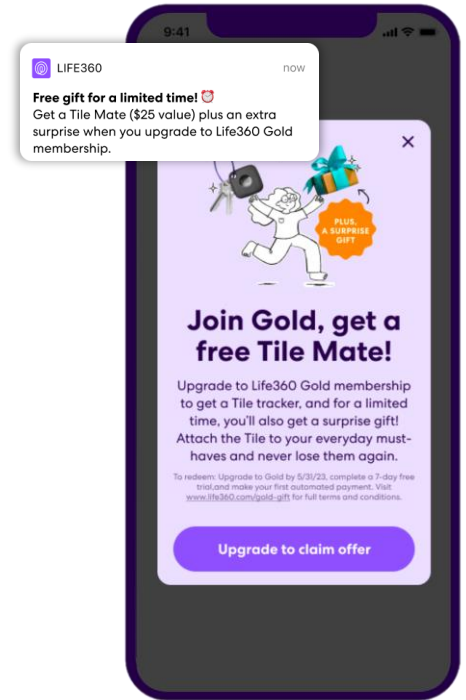 9:41
LIFE360
now
Free gift for a limited time! ⏰
Get a Tile Mate ($25 value) plus an extra
surprise when you upgrade to Life360 Gold
membership.
PLUS,
A SURPRISE
GIFT
Join Gold, get a
free Tile Mate!
Upgrade to Life360 Gold membership
to get a Tile tracker, and for a limited
time, you'll also get a surprise gift!
Attach the Tile to your everyday must-
haves and never lose them again.
To redeem: Upgrade to Gold by 5/31/23, complete a 7-day free
trial,and make your first automated payment. Visit
www.life360.com/gold-gift for full terms and conditions.
Upgrade to claim offer